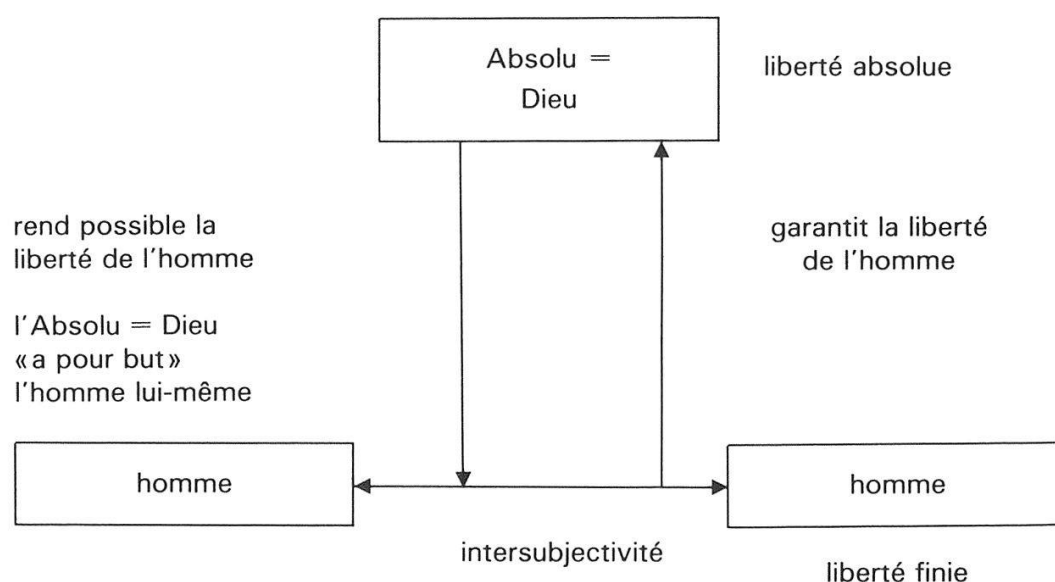 Absolu =
Dieu
liberté absolue
rend possible la
liberté de l'homme
garantit la liberté
de l'homme
l'Absolu = Dieu
«a pour but»
l'homme lui-même
homme
homme
intersubjectivité
liberté finie